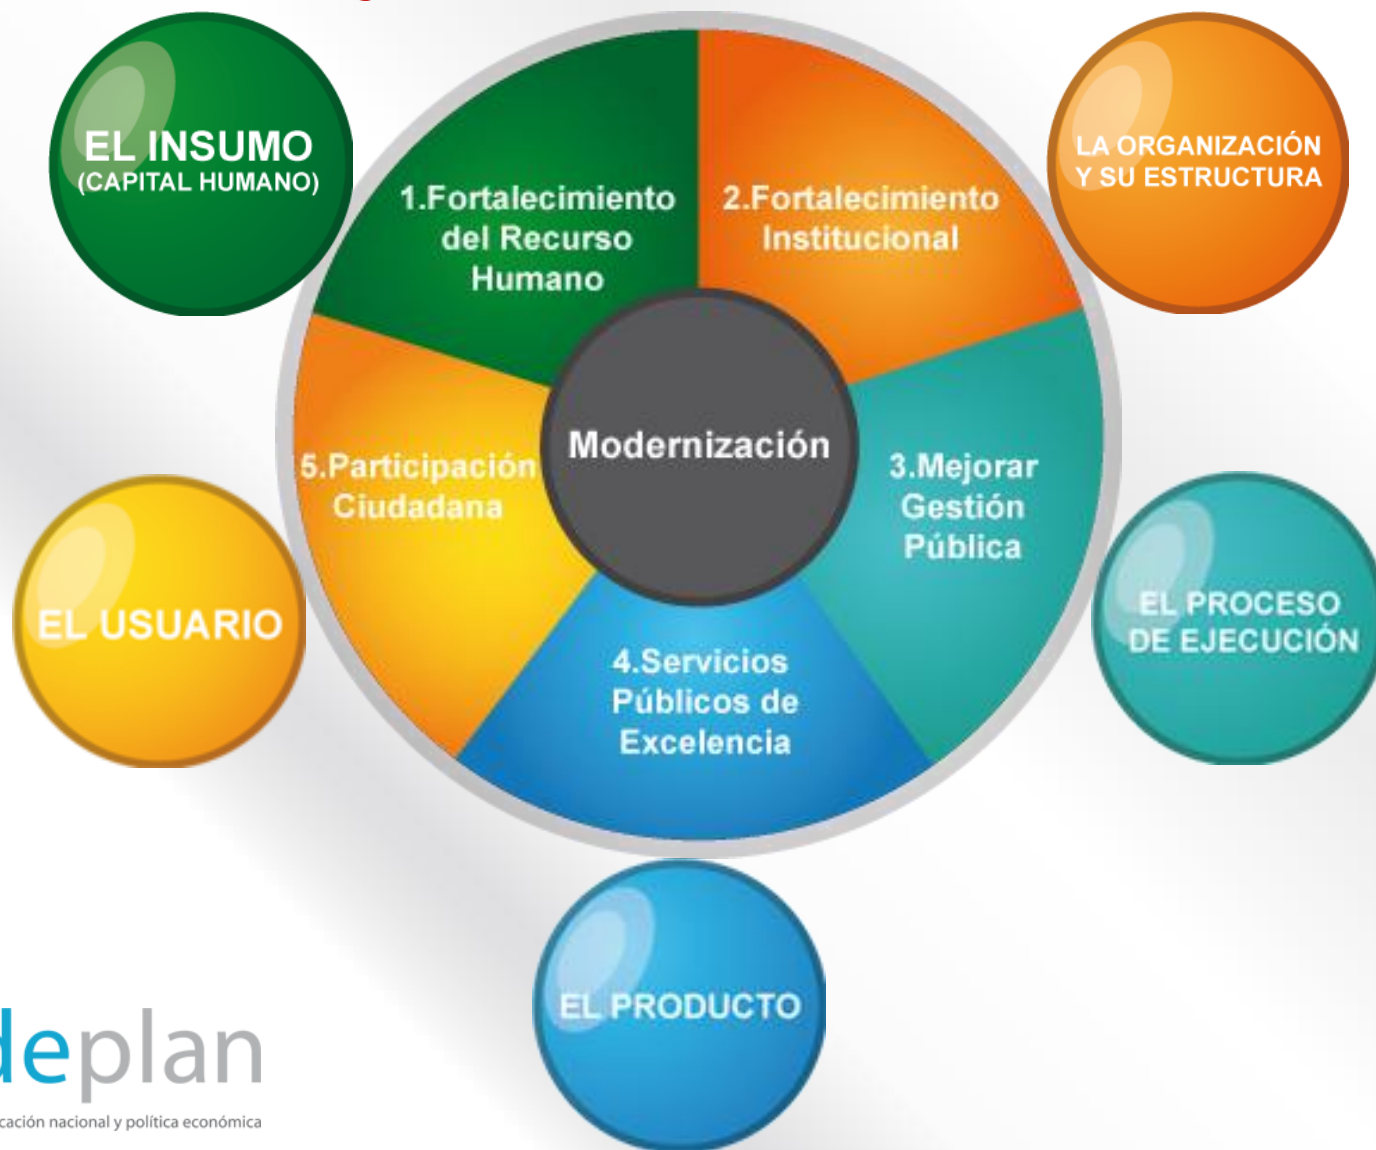 EL INSUMO
(CAPITAL HUMANO)
LA ORGANIZACIÓN
Y SU ESTRUCTURA
1.Fortalecimiento
del Recurso
Humano
2.Fortalecimiento
Institucional
Modernización
3.Mejorar
Gestión
Pública
5.Participación
Ciudadana
EL USUARIO
EL PROCESO
DE EJECUCIÓN
4.Servicios
Públicos de
Excelencia
EL PRODUCTO
deplan
cación nacional y política económica